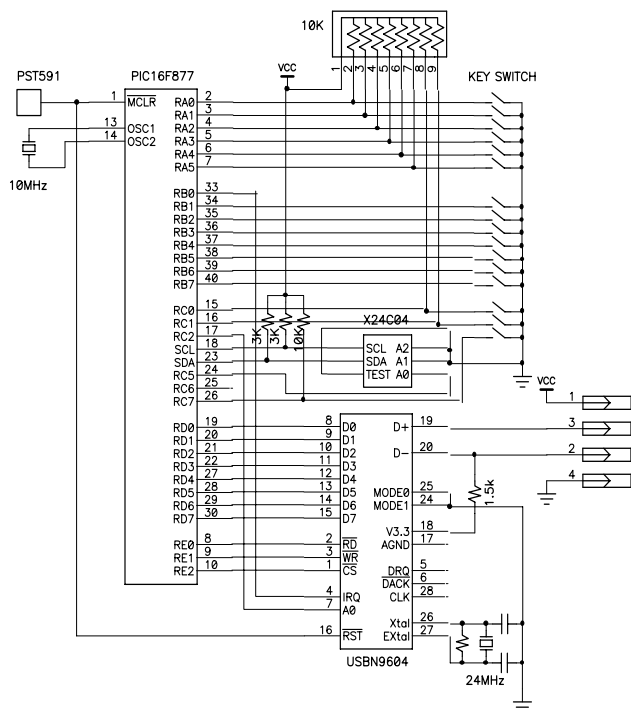 10K
1 2 3 4 5 6 7 8 9
PST591
PIC16F877
VCC
KEY SWITCH
1 MCLR RA0 2
RA1 3
13 OSC1 RA2 4
14 OSC2 RA3 5
RA4 6
RA5 7
10MHz
RB0 33
RB1 34
RB2 35
RB3 36
RB4 37
RB5 38
RB6 39
RB7 40
RC0 15
RC1 16
RC2 17
SCL 18
SDA 23
RC5 24
RC6 25
RC7 26
3K 3K 10K
X24C04
SCL A2
SDA A1
TEST A0
VCC
1
3
2
4
RD0 19
RD1 20
RD2 21
RD3 22
RD4 27
RD5 28
RD6 29
RD7 30
RE0 8
RE1 9
RE2 10
8 D0 D+ 19
9 D1
10 D2 D- 20
11 D3
12 D4
13 D5 MODE0 25
14 D6 MODE1 24
15 D7
V3.3 18
2 RD AGND 17
3 WR
1 CS DRQ 5
DACK 6
4 IRQ CLK 28
7 A0
Xtal 26
16 RST EXtal 27
1.5k
USBN9604
24MHz